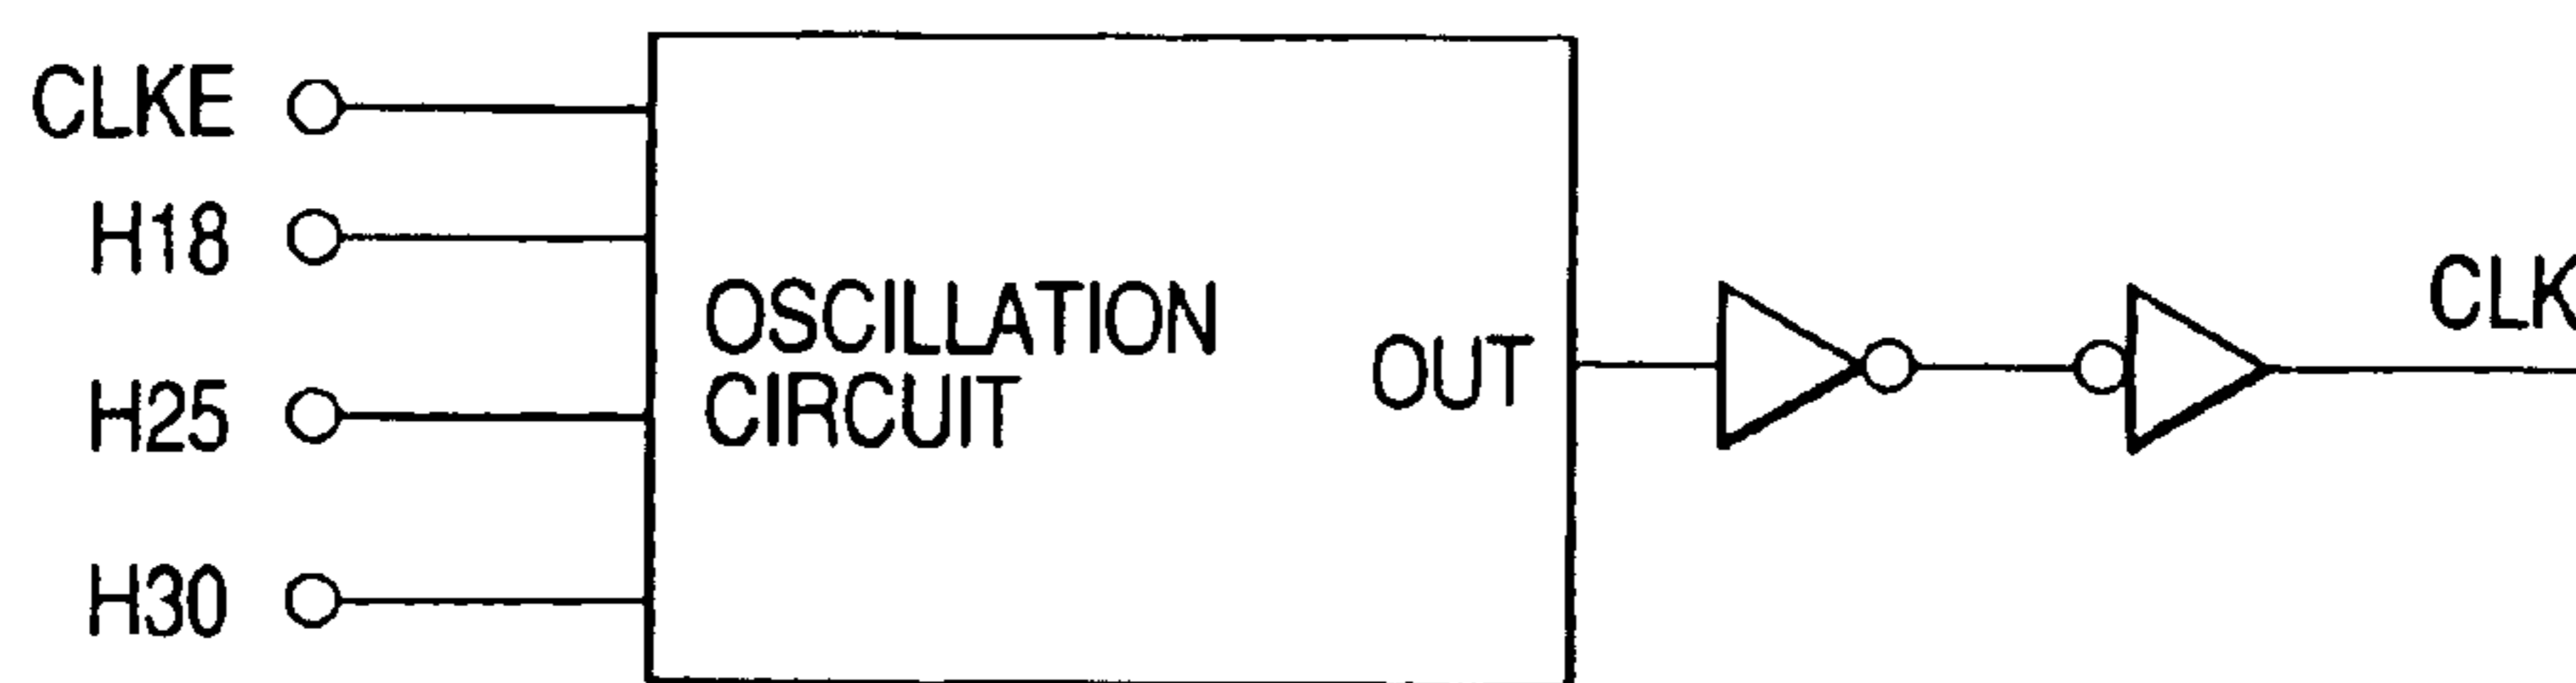 CLKE
H18
H25
H30
OSCILLATION
CIRCUIT
OUT
CLK